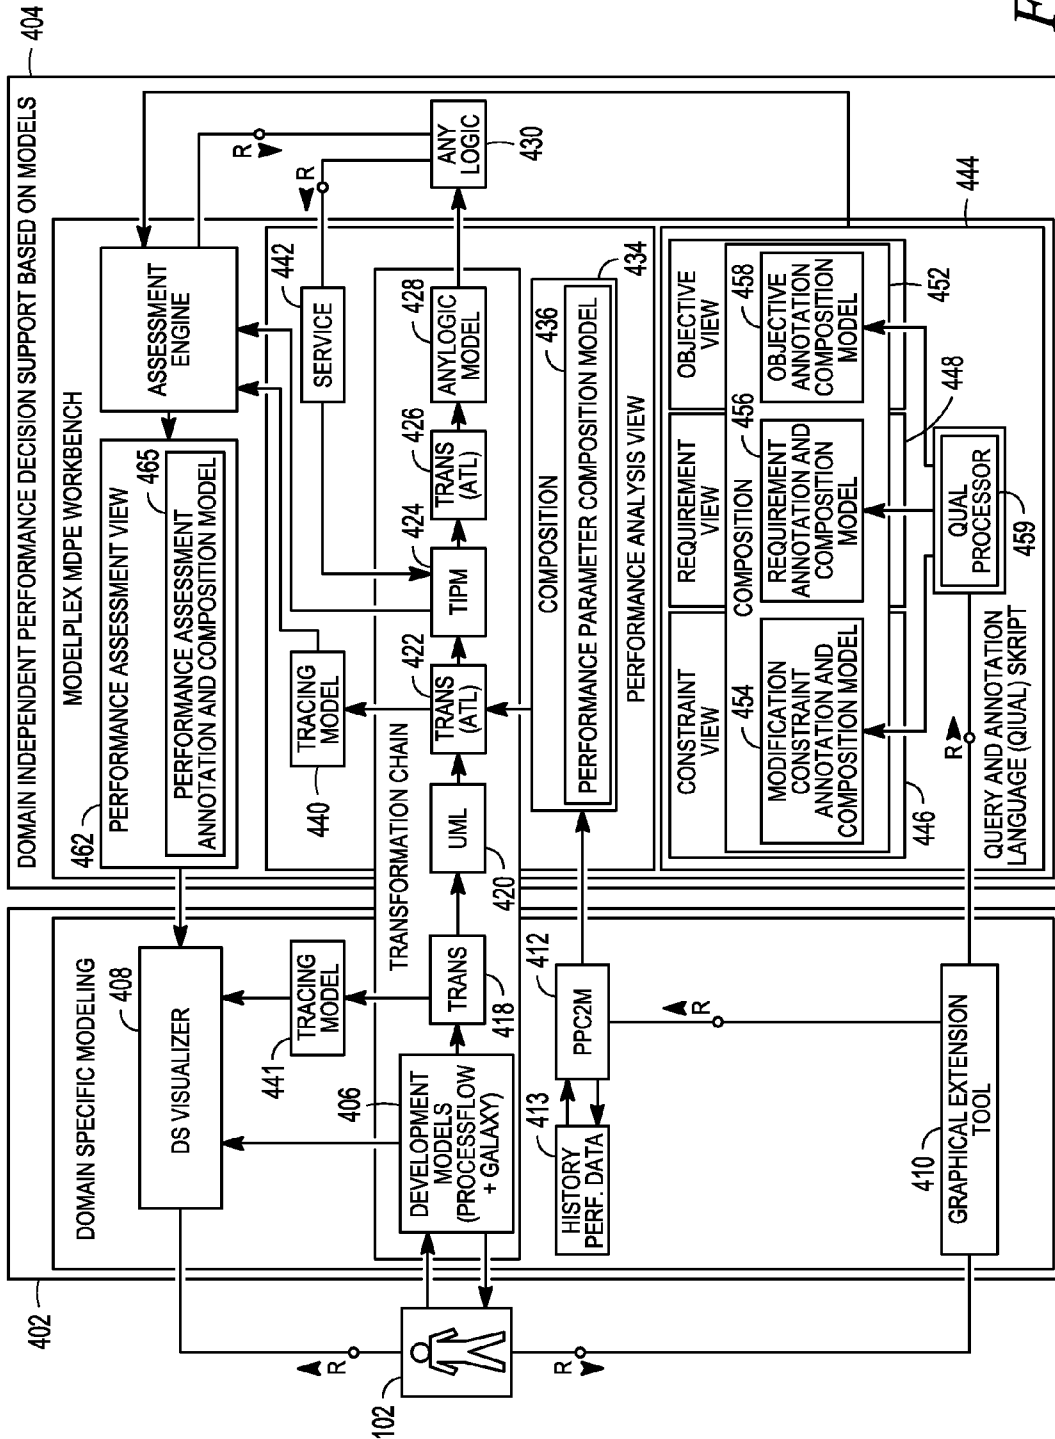 404
DOMAIN INDEPENDENT PERFORMANCE DECISION SUPPORT BASED ON MODELS
MODELPLEX MDPE WORKBENCH
462
PERFORMANCE ASSESSMENT VIEW
465
PERFORMANCE ASSESSMENT
ANNOTATION AND COMPOSITION MODEL
ASSESSMENT
ENGINE
R
R
442
SERVICE
440
TRACING
MODEL
TRANSFORMATION CHAIN
420
UML
422
TRANS
(ATL)
424
TIPM
426
TRANS
(ATL)
428
ANYLOGIC
MODEL
ANY
LOGIC
430
434
COMPOSITION
436
PERFORMANCE PARAMETER COMPOSITION MODEL
PERFORMANCE ANALYSIS VIEW
444
CONSTRAINT
VIEW
REQUIREMENT
VIEW
OBJECTIVE
VIEW
COMPOSITION
454
MODIFICATION
CONSTRAINT
ANNOTATION AND
COMPOSITION MODEL
456
REQUIREMENT
ANNOTATION AND
COMPOSITION
MODEL
458
OBJECTIVE
ANNOTATION
COMPOSITION
MODEL
446
448
452
QUAL
PROCESSOR
459
R
QUERY AND ANNOTATION
LANGUAGE (QUAL) SKRIPT
402
DOMAIN SPECIFIC MODELING
408
DS VISUALIZER
441
TRACING
MODEL
406
DEVELOPMENT
MODELS
(PROCESSFLOW
+ GALAXY)
TRANS
418
412
PPC2M
413
HISTORY
PERF. DATA
R
410
GRAPHICAL EXTENSION
TOOL
R
R
102
F